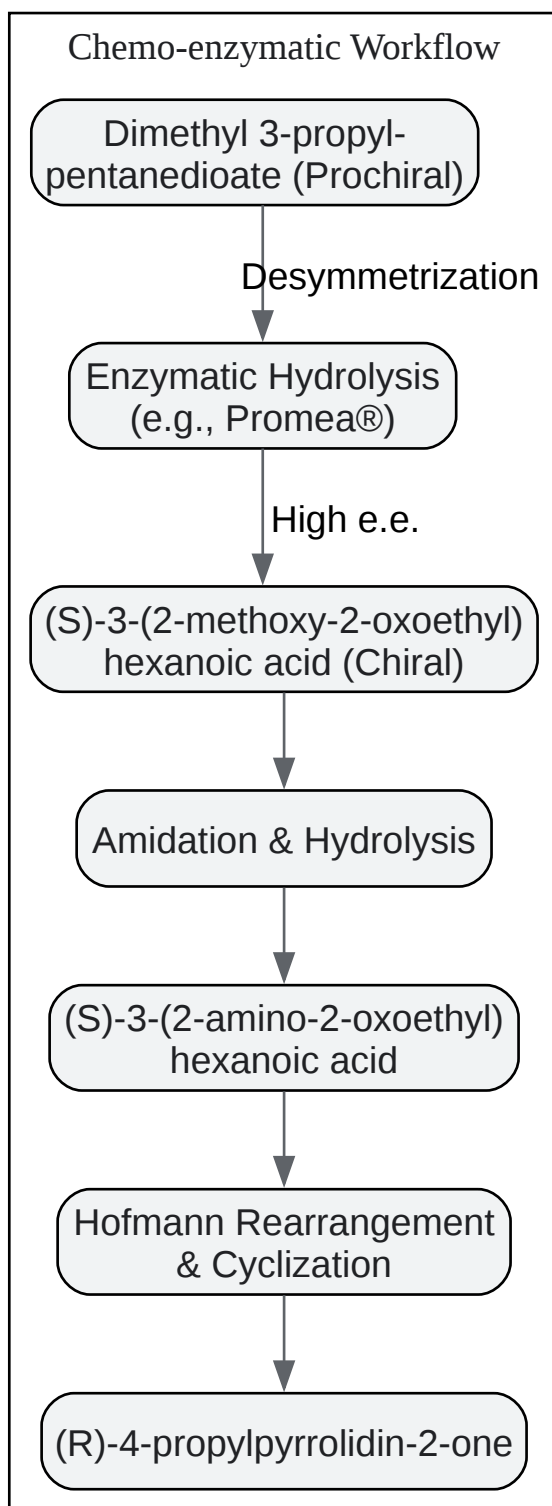 Chemo-enzymatic Workflow
Dimethyl 3-propyl-
pentanedioate (Prochiral)
Desymmetrization
Enzymatic Hydrolysis
(e.g., Promea®)
High e.e.
(S)-3-(2-methoxy-2-oxoethyl)
hexanoic acid (Chiral)
Amidation & Hydrolysis
(S)-3-(2-amino-2-oxoethyl)
hexanoic acid
Hofmann Rearrangement
& Cyclization
(R)-4-propylpyrrolidin-2-one